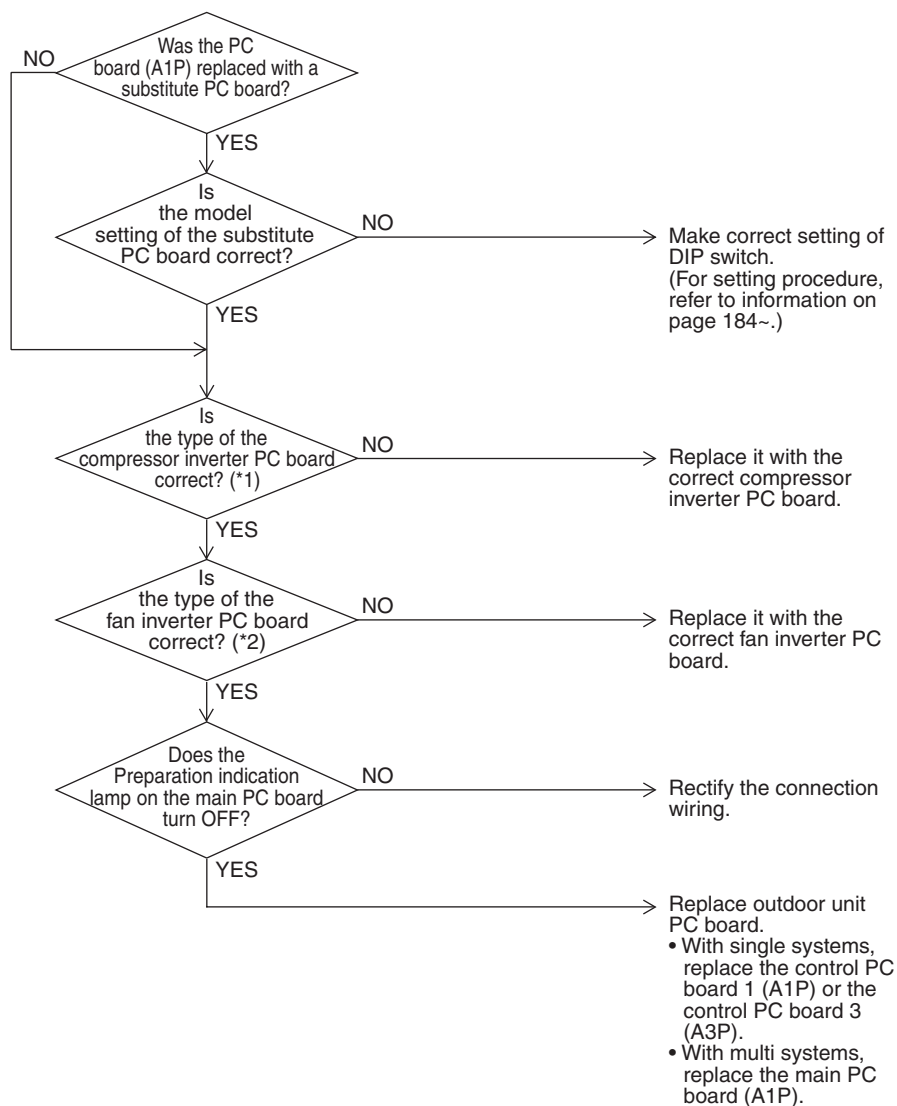 Was the PC
board (A1P) replaced with a
substitute PC board?
NO
YES
Is
the model
setting of the substitute
PC board correct?
NO
Make correct setting of
DIP switch.
(For setting procedure,
refer to information on
page 184~.)
YES
Is
the type of the
compressor inverter PC board
correct? (*1)
NO
Replace it with the
correct compressor
inverter PC board.
YES
Is
the type of the
fan inverter PC board
correct? (*2)
NO
Replace it with the
correct fan inverter PC
board.
YES
Does the
Preparation indication
lamp on the main PC board
turn OFF?
NO
Rectify the connection
wiring.
YES
Replace outdoor unit
PC board.
• With single systems,
replace the control PC
board 1 (A1P) or the
control PC board 3
(A3P).
• With multi systems,
replace the main PC
board (A1P).